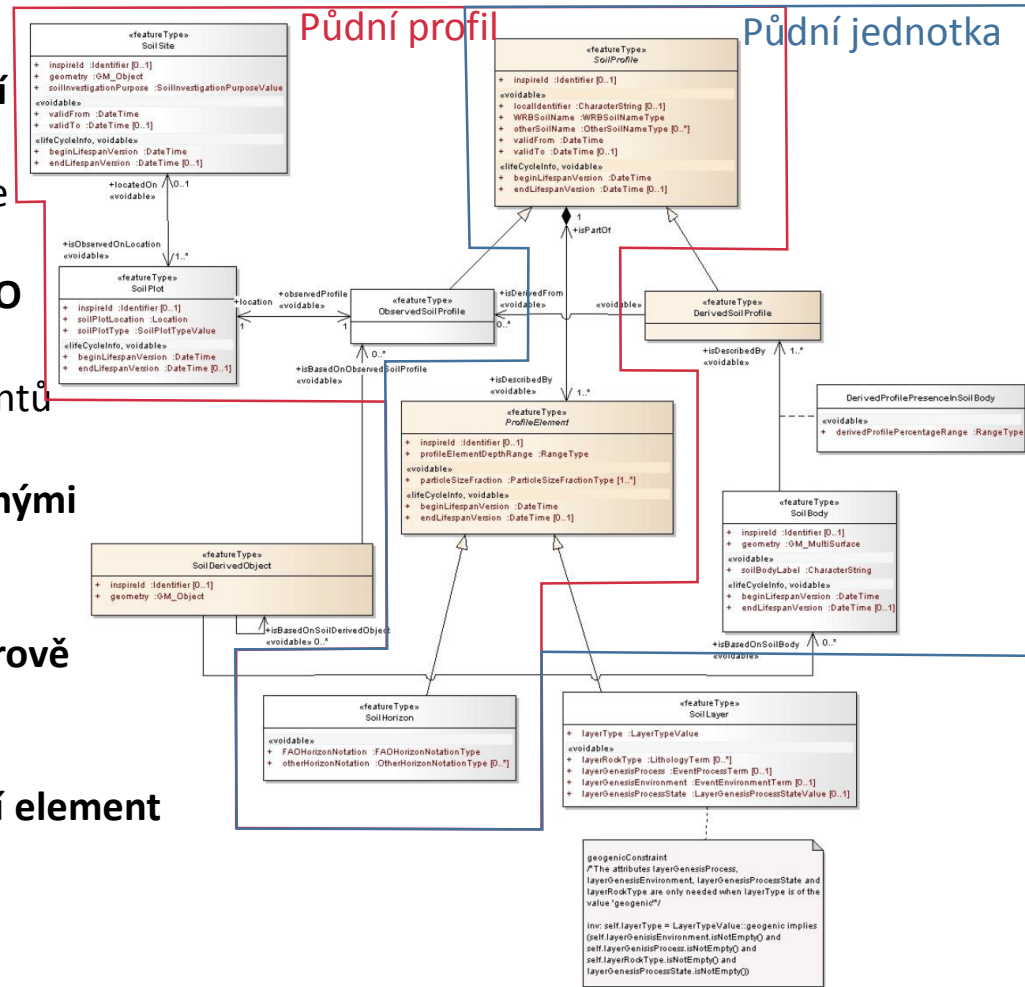 Půdní profil
Půdní jednotka
í
e
O
ntů
nými
rově
í element
«featureType»
SoilSite
+ inspireId :Identifier [0..1]
+ geometry :GM_Object
+ soilInvestigationPurpose :SoilInvestigationPurposeValue
«voidable»
+ validFrom :DateTime
+ validTo :DateTime [0..1]
«lifeCycleInfo, voidable»
+ beginLifespanVersion :DateTime
+ endLifespanVersion :DateTime [0..1]
«featureType»
SoilProfile
+ inspireId :Identifier [0..1]
«voidable»
+ localIdentifier :CharacterString [0..1]
+ WRBSoilName :WRBSoilNameType
+ otherSoilName :OtherSoilNameType [0..*]
+ validFrom :DateTime
+ validTo :DateTime [0..1]
«lifeCycleInfo, voidable»
+ beginLifespanVersion :DateTime
+ endLifespanVersion :DateTime [0..1]
+locatedOn 0..1
«voidable»
+isObservedOnLocation
«voidable» 1..*
1
+isPartOf
«featureType»
SoilPlot
+ inspireId :Identifier [0..1]
+ soilPlotLocation :Location
+ soilPlotType :SoilPlotTypeValue
«lifeCycleInfo, voidable»
+ beginLifespanVersion :DateTime
+ endLifespanVersion :DateTime [0..1]
+location
1
+observedProfile
«voidable»
1
«featureType»
ObservedSoilProfile
+isDerivedFrom
«voidable»
0..*
«voidable»
«featureType»
DerivedSoilProfile
0..*
+isBasedOnObservedSoilProfile
«voidable»
+isDescribedBy
«voidable» 1..*
+isDescribedBy 1..*
«voidable»
DerivedProfilePresenceInSoilBody
«voidable»
+ derivedProfilePercentageRange :RangeType
«featureType»
ProfileElement
+ inspireId :Identifier [0..1]
+ profileElementDepthRange :RangeType
«voidable»
+ particleSizeFraction :ParticleSizeFractionType [1..*]
«lifeCycleInfo, voidable»
+ beginLifespanVersion :DateTime
+ endLifespanVersion :DateTime [0..1]
«featureType»
SoilBody
+ inspireId :Identifier [0..1]
+ geometry :GM_MultiSurface
«voidable»
+ soilBodyLabel :CharacterString
«lifeCycleInfo, voidable»
+ beginLifespanVersion :DateTime
+ endLifespanVersion :DateTime [0..1]
«featureType»
SoilDerivedObject
+ inspireId :Identifier [0..1]
+ geometry :GM_Object
+isBasedOnSoilDerivedObject
«voidable» 0..*
+isBasedOnSoilBody 0..*
«voidable»
«featureType»
SoilHorizon
«voidable»
+ FAOHorizonNotation :FAOHorizonNotationType
+ otherHorizonNotation :OtherHorizonNotationType [0..*]
«featureType»
SoilLayer
+ layerType :LayerTypeValue
«voidable»
+ layerRockType :LithologyTerm [0..*]
+ layerGenesisProcess :EventProcessTerm [0..1]
+ layerGenesisEnvironment :EventEnvironmentTerm [0..1]
+ layerGenesisProcessState :LayerGenesisProcessStateValue [0..1]
geogenicConstraint
/*The attributes layerGenesisProcess,
layerGenesisEnvironment, layerGenesisProcessState and
layerRockType are only needed when layerType is of the
value 'geogenic'*/
inv: self.layerType = LayerTypeValue::geogenic implies
(self.layerGenisisEnvironment.isNotEmpty() and
self.layerGenisisProcess.isNotEmpty() and
self.layerRockType.isNotEmpty() and
layerGenesisProcessState.isNotEmpty())